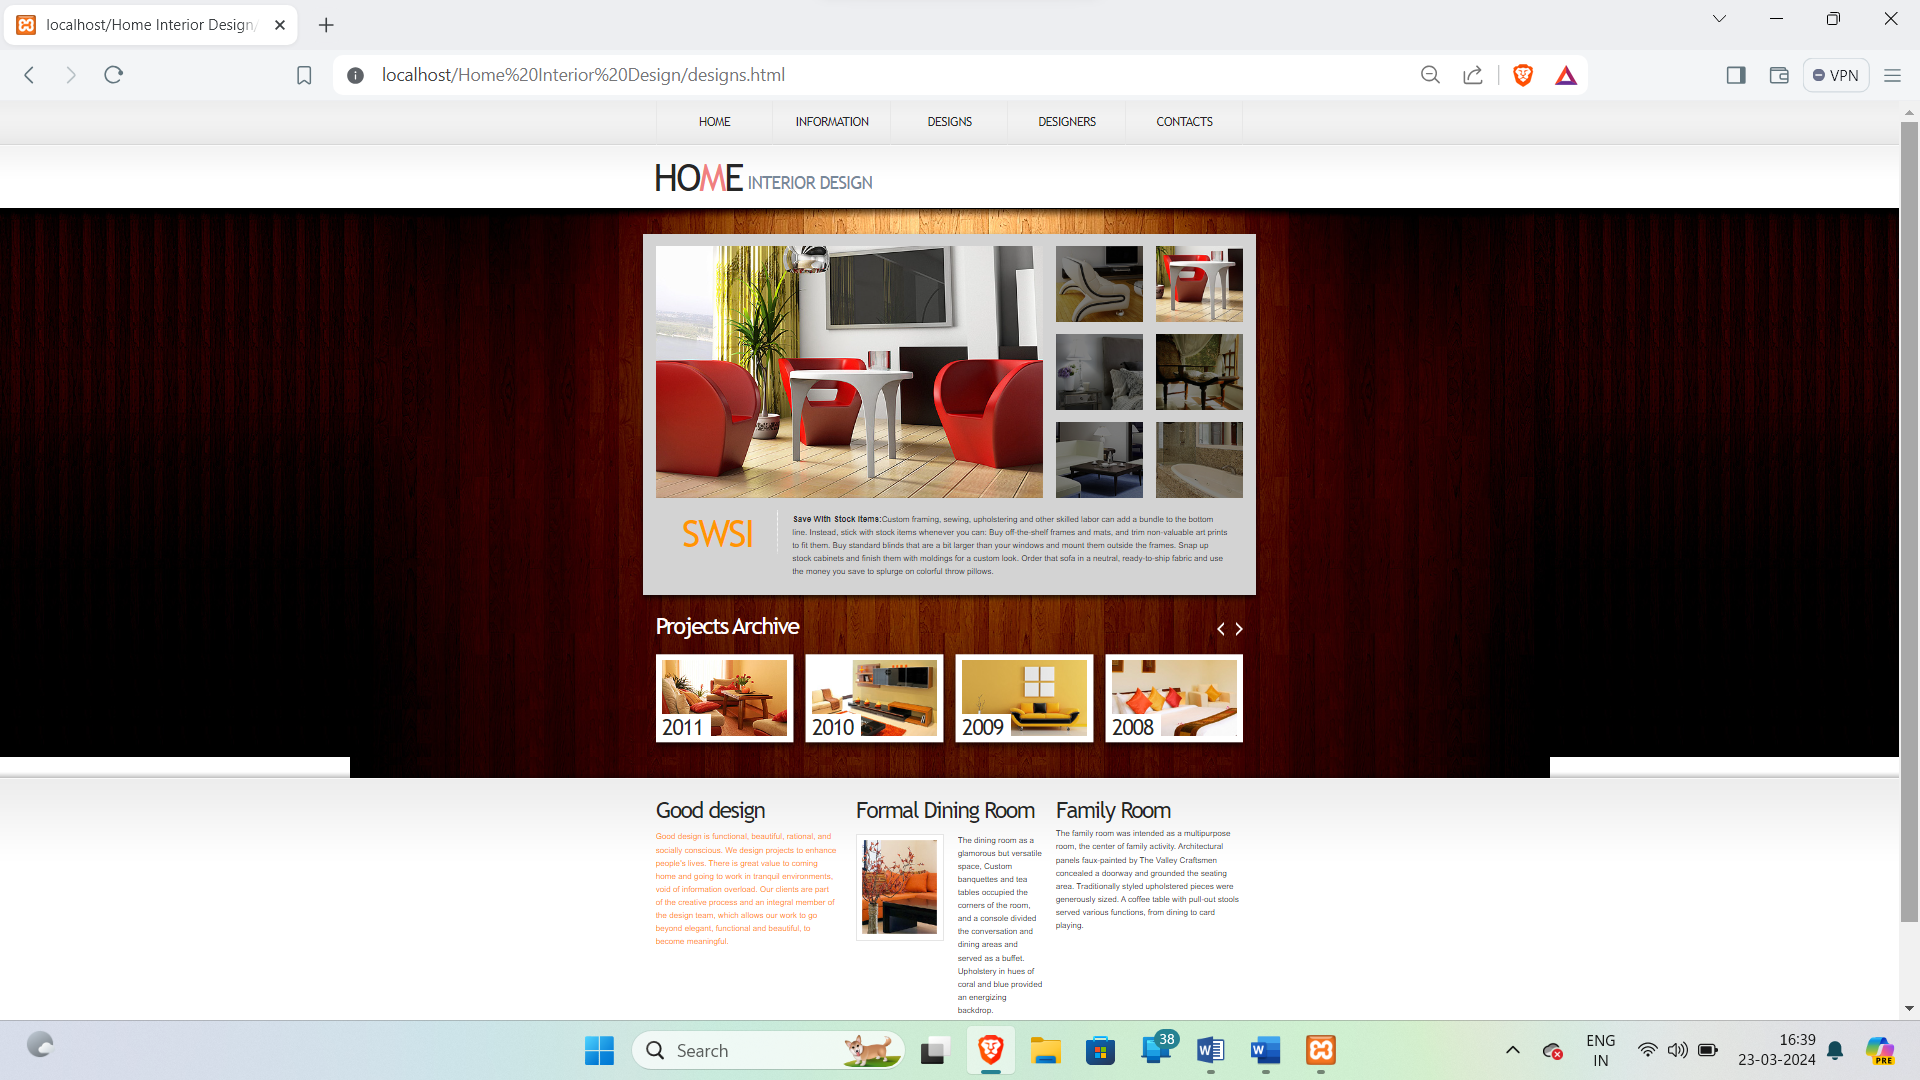 localhost/Home Interior Design/
localhost/Home%20Interior%20Design/designs.html
VPN
HOME INFORMATION DESIGNS DESIGNERS CONTACTS
HOME INTERIOR DESIGN
SWSI
Save With Stock Items:Custom framing, sewing, upholstering and other skilled labor can add a bundle to the bottom
line. Instead, stick with stock items whenever you can: Buy off-the-shelf frames and mats, and trim non-valuable art prints
to fit them. Buy standard blinds that are a bit larger than your windows and mount them outside the frames. Snap up
stock cabinets and finish them with moldings for a custom look. Order that sofa in a neutral, ready-to-ship fabric and use
the money you save to splurge on colorful throw pillows.
Projects Archive
2011 2010 2009 2008
Good design
Good design is functional, beautiful, rational, and
socially conscious. We design projects to enhance
people's lives. There is great value to coming
home and going to work in tranquil environments,
void of information overload. Our clients are part
of the creative process and an integral member of
the design team, which allows our work to go
beyond elegant, functional and beautiful, to
become meaningful.
Formal Dining Room
The dining room as a
glamorous but versatile
space, Custom
banquettes and tea
tables occupied the
corners of the room,
and a console divided
the conversation and
dining areas and
served as a buffet.
Upholstery in hues of
coral and blue provided
an energizing
backdrop.
Family Room
The family room was intended as a multipurpose
room, the center of family activity. Architectural
panels faux-painted by The Valley Craftsmen
concealed a doorway and grounded the seating
area. Traditionally styled upholstered pieces were
generously sized. A coffee table with pull-out stools
served various functions, from dining to card
playing.
Search
38
ENG
IN
16:39
23-03-2024
PRE